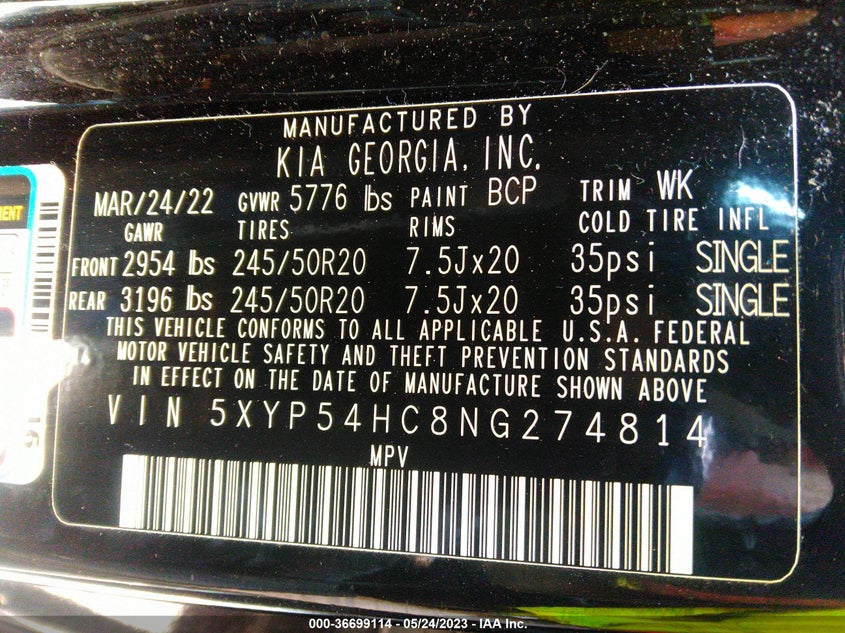 MANUFACTURED BY
KIA GEORGIA, INC.
MAR/24/22 GVWR 5776 lbs PAINT BCP TRIM WK
GAWR TIRES RIMS COLD TIRE INFL
FRONT 2954 lbs 245/50R20 7.5Jx20 35psi SINGLE
REAR 3196 lbs 245/50R20 7.5Jx20 35psi SINGLE
THIS VEHICLE CONFORMS TO ALL APPLICABLE U.S.A. FEDERAL
MOTOR VEHICLE SAFETY AND THEFT PREVENTION STANDARDS
IN EFFECT ON THE DATE OF MANUFACTURE SHOWN ABOVE
VIN 5XYP54HC8NG274814
MPV
000-36699114 - 05/24/2023 - IAA Inc.